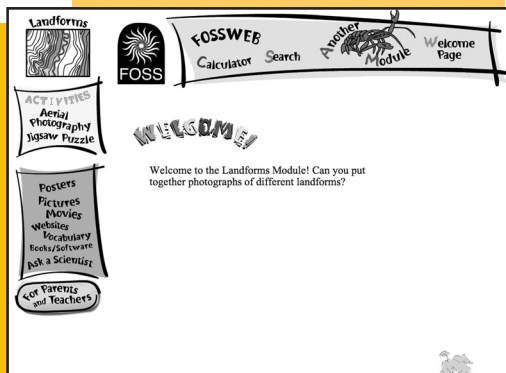 Landforms
FOSS
FOSSWEB
Calculator
Search
Another
Module
Welcome
Page
ACTIVITIES
Aerial
Photography
Jigsaw Puzzle
WELCOME!
Welcome to the Landforms Module! Can you put
together photographs of different landforms?
Posters
Pictures
Movies
Websites
Vocabulary
Books/Software
Ask a Scientist
For Parents
and Teachers